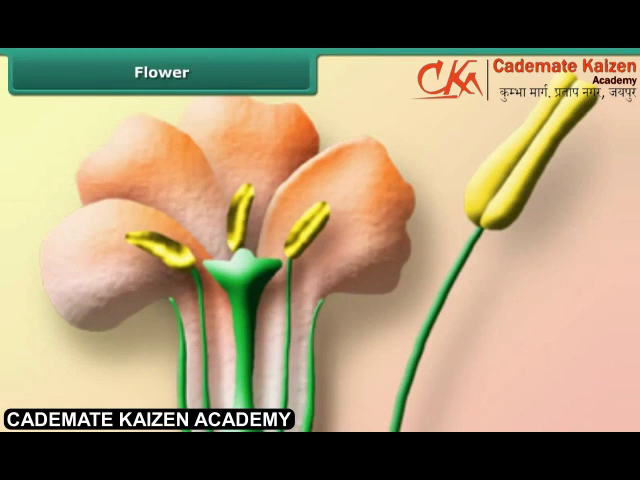 Flower
CKA
Cademate Kaizen
Academy
कुम्भा मार्ग, प्रताप नगर, जयपुर
CADEMATE KAIZEN ACADEMY